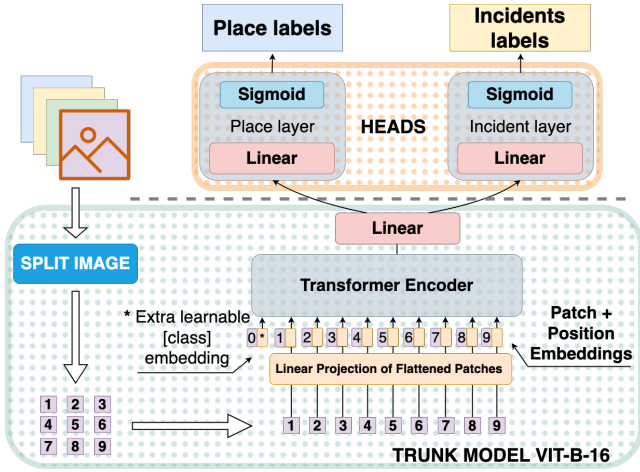 Place labels
Incidents
labels
Sigmoid
Sigmoid
Place layer
HEADS
Incident layer
Linear
Linear
Linear
SPLIT IMAGE
Transformer Encoder
* Extra learnable
[class]
embedding
0 * 1 2 3 4 5 6 7 8 9
Patch +
Position
Embeddings
Linear Projection of Flattened Patches
1 2 3
4 5 6
7 8 9
1 2 3 4 5 6 7 8 9
TRUNK MODEL VIT-B-16